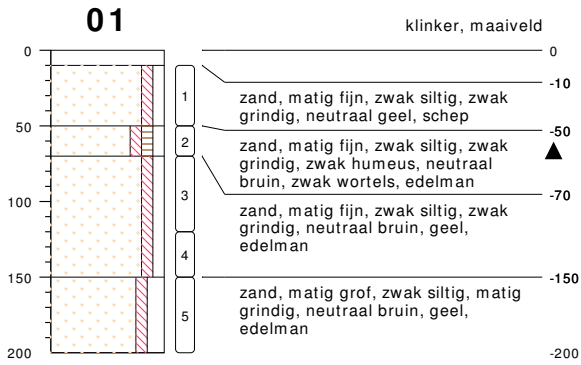 01
klinker, maaiveld
0
0
-10
1
zand, matig fijn, zwak siltig, zwak
grindig, neutraal geel, schep
50
-50
2
zand, matig fijn, zwak siltig, zwak
grindig, zwak humeus, neutraal
bruin, zwak wortels, edelman
-70
3
100
zand, matig fijn, zwak siltig, zwak
grindig, neutraal bruin, geel,
edelman
4
150
-150
5
zand, matig grof, zwak siltig, matig
grindig, neutraal bruin, geel,
edelman
200
-200